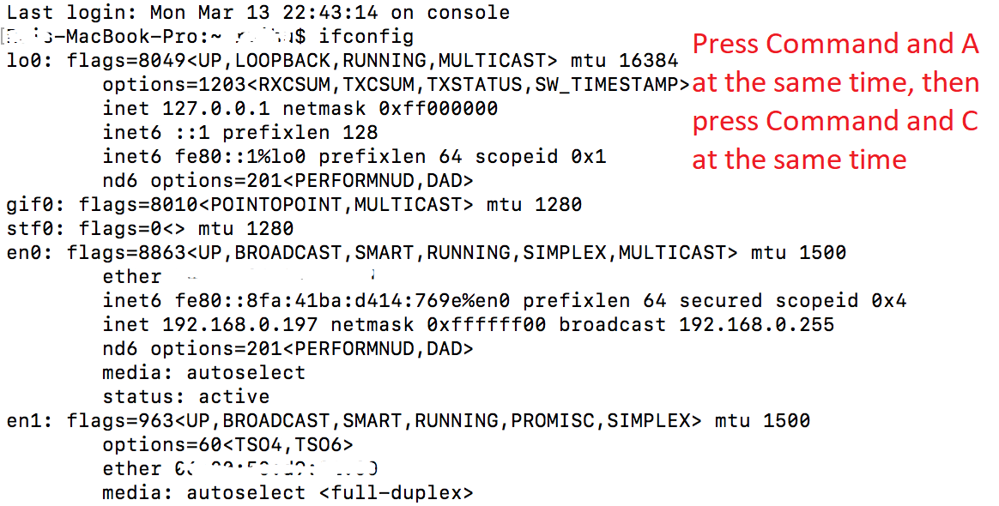 Last login: Mon Mar 13 22:43:14 on console
-MacBook-Pro:~ $ ifconfig
lo0: flags=8049<UP,LOOPBACK,RUNNING,MULTICAST> mtu 16384
options=1203<RXCSUM,TXCSUM,TXSTATUS,SW_TIMESTAMP>
inet 127.0.0.1 netmask 0xff000000
inet6 ::1 prefixlen 128
inet6 fe80::1%lo0 prefixlen 64 scopeid 0x1
nd6 options=201<PERFORMNUD,DAD>
gif0: flags=8010<POINTOPOINT,MULTICAST> mtu 1280
stf0: flags=0<> mtu 1280
en0: flags=8863<UP,BROADCAST,SMART,RUNNING,SIMPLEX,MULTICAST> mtu 1500
ether
inet6 fe80::8fa:41ba:d414:769e%en0 prefixlen 64 secured scopeid 0x4
inet 192.168.0.197 netmask 0xffffff00 broadcast 192.168.0.255
nd6 options=201<PERFORMNUD,DAD>
media: autoselect
status: active
en1: flags=963<UP,BROADCAST,SMART,RUNNING,PROMISC,SIMPLEX> mtu 1500
options=60<TSO4,TSO6>
ether
media: autoselect <full-duplex>
Press Command and A
at the same time, then
press Command and C
at the same time